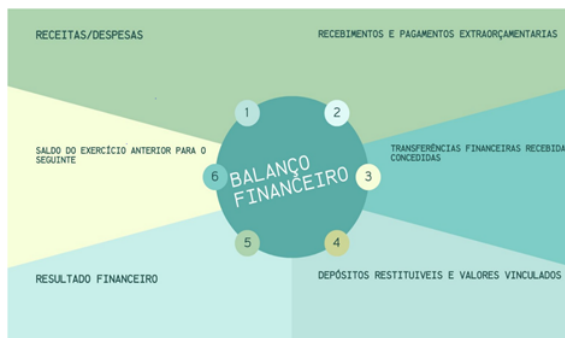 RECEITAS/DESPESAS
RECEBIMENTOS E PAGAMENTOS EXTRAORÇAMENTARIAS
1
2
SALDO DO EXERCÍCIO ANTERIOR PARA O
SEGUINTE
TRANSFERÊNCIAS FINANCEIRAS RECEBIDA
CONCEDIDAS
6
BALANÇO
FINANCEIRO
3
5
4
RESULTADO FINANCEIRO
DEPÓSITOS RESTITUIVEIS E VALORES VINCULADOS